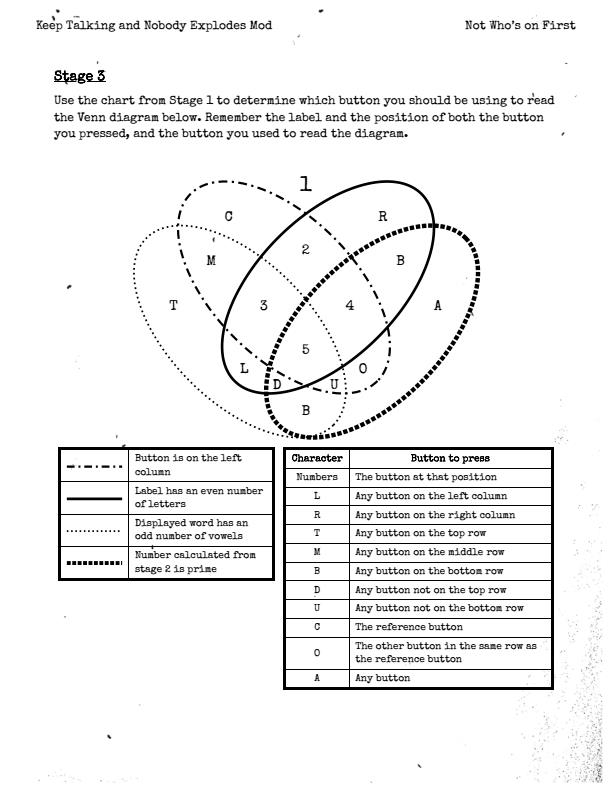 Keep Talking and Nobody Explodes Mod
Not Who's on First
Stage 3
Use the chart from Stage 1 to determine which button you should be using to read
the Venn diagram below. Remember the label and the position of both the button
you pressed, and the button you used to read the diagram.
1
C
R
2
M
B
T
3
4
A
5
L
O
D
U
B
Button is on the left
column
Label has an even number
of letters
Displayed word has an
odd number of vowels
Number calculated from
stage 2 is prime
Character Button to press
Numbers The button at that position
L Any button on the left column
R Any button on the right column
T Any button on the top row
M Any button on the middle row
B Any button on the bottom row
D Any button not on the top row
U Any button not on the bottom row
C The reference button
O The other button in the same row as
the reference button
A Any button